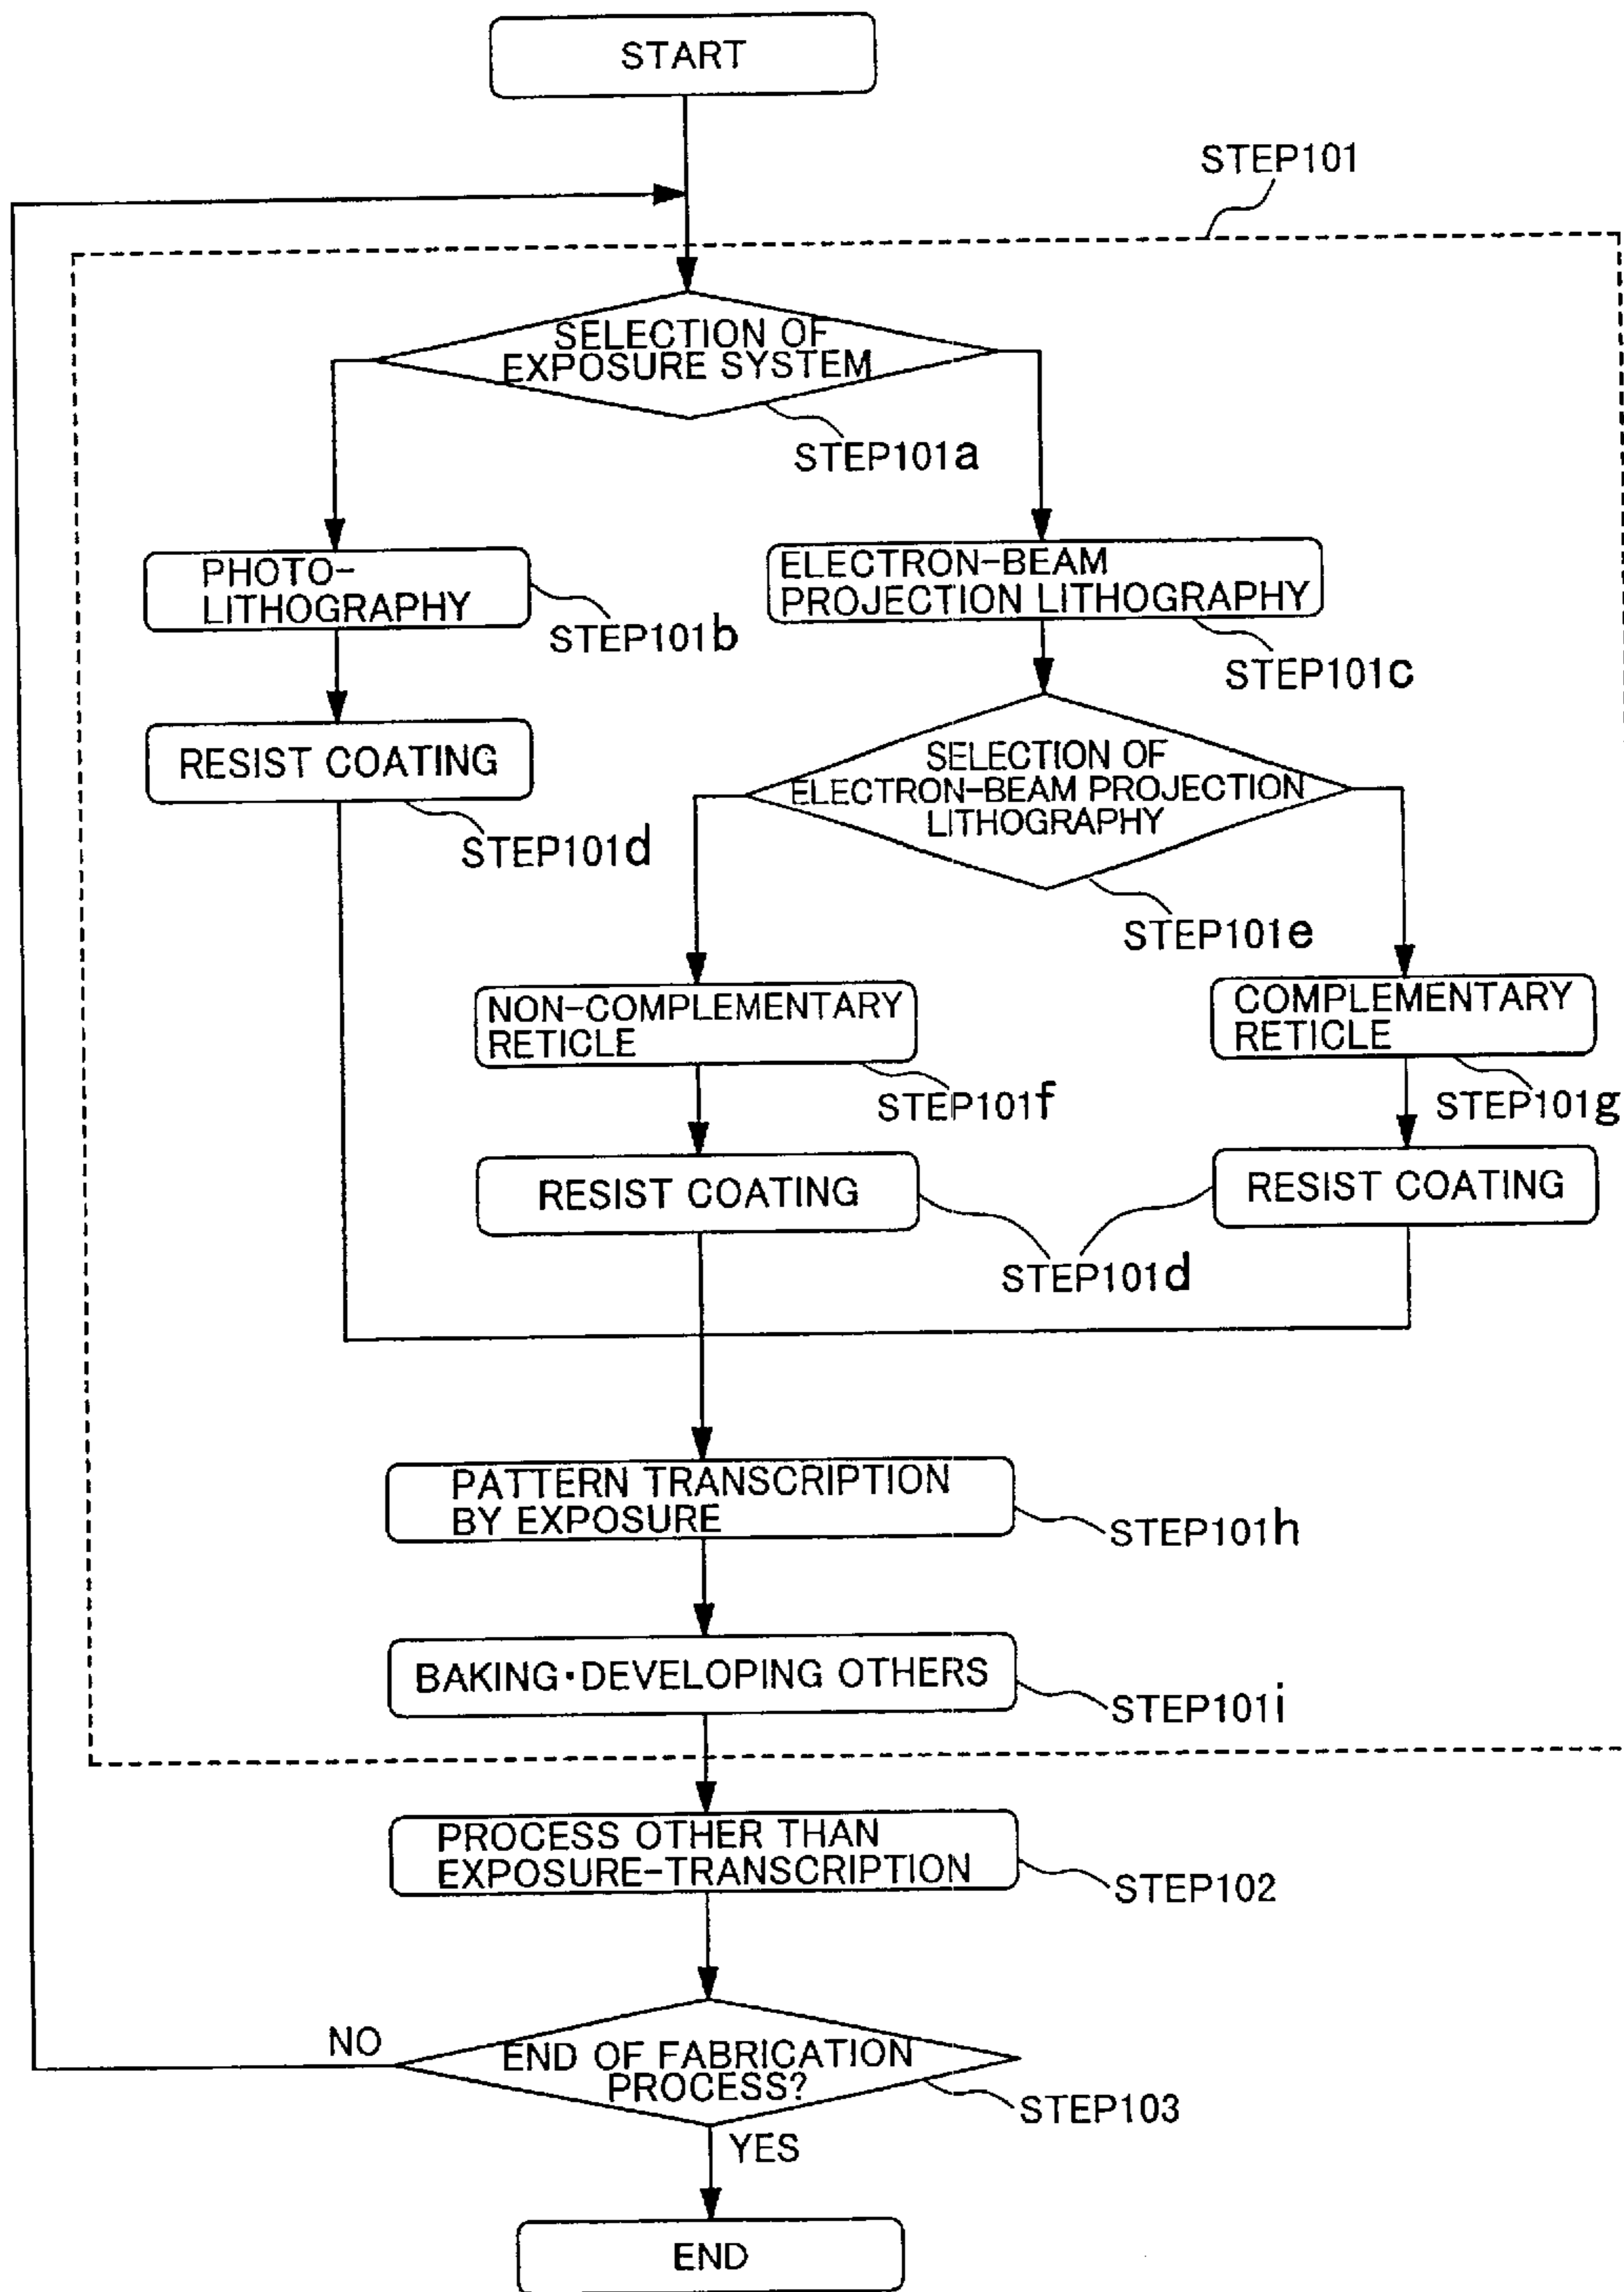 START
STEP101
SELECTION OF
EXPOSURE SYSTEM
STEP101a
PHOTO-
LITHOGRAPHY
STEP101b
ELECTRON-BEAM
PROJECTION LITHOGRAPHY
STEP101c
RESIST COATING
STEP101d
SELECTION OF
ELECTRON-BEAM PROJECTION
LITHOGRAPHY
STEP101e
NON-COMPLEMENTARY
RETICLE
STEP101f
COMPLEMENTARY
RETICLE
STEP101g
RESIST COATING
RESIST COATING
STEP101d
PATTERN TRANSCRIPTION
BY EXPOSURE
STEP101h
BAKING·DEVELOPING OTHERS
STEP101i
PROCESS OTHER THAN
EXPOSURE-TRANSCRIPTION
STEP102
NO
END OF FABRICATION
PROCESS?
STEP103
YES
END